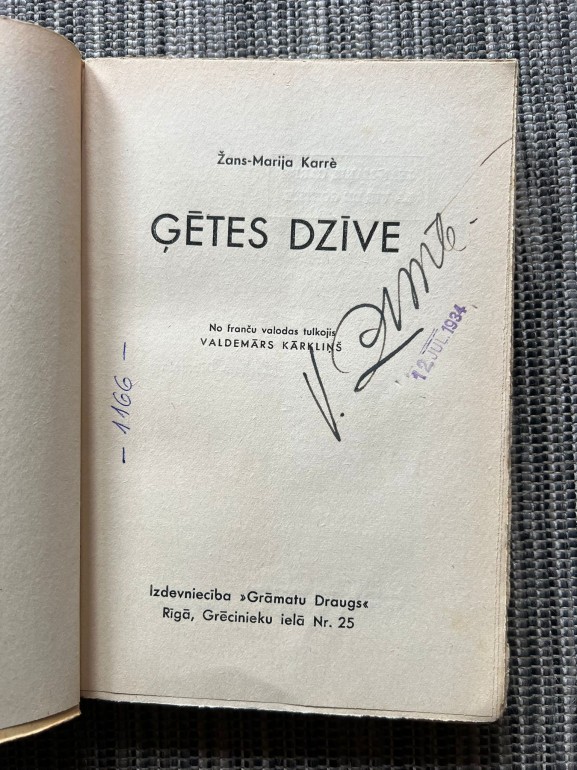 Žans-Marija Karrè
ĢĒTES DZĪVE
No franču valodas tulkojis
VALDEMĀRS KĀRKLIŅŠ
12 JUL 1934
– 1166 –
Izdevniecība »Grāmatu Draugs«
Rīgā, Grēcinieku ielā Nr. 25